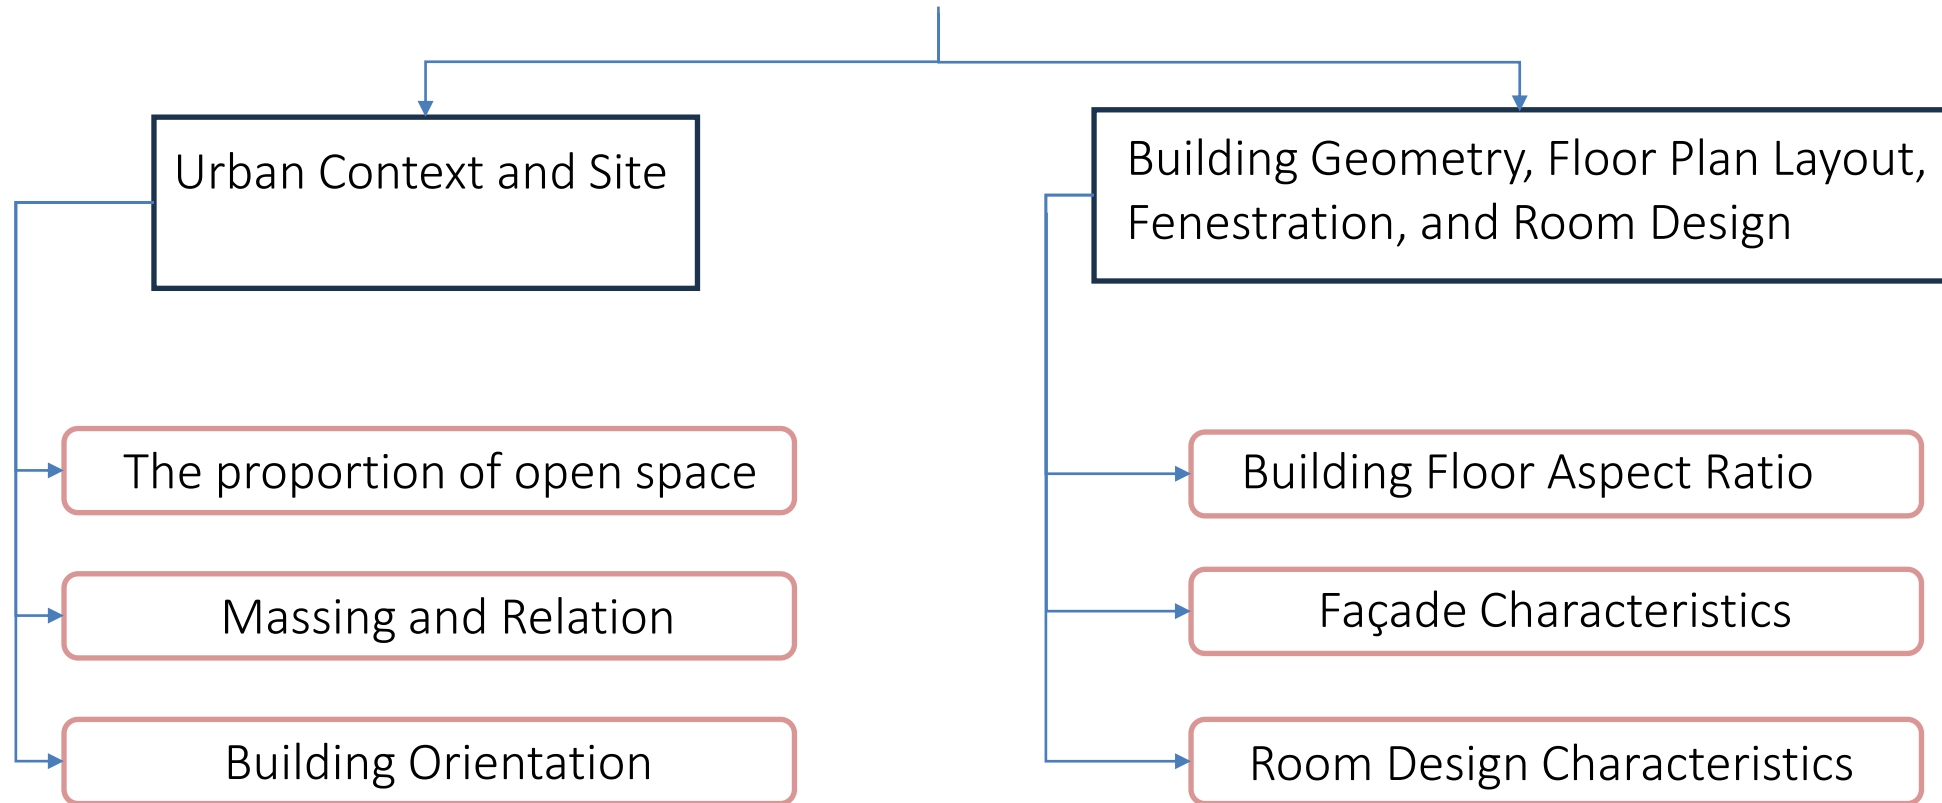 Urban Context and Site
Building Geometry, Floor Plan Layout,
Fenestration, and Room Design
The proportion of open space
Massing and Relation
Building Orientation
Building Floor Aspect Ratio
Façade Characteristics
Room Design Characteristics